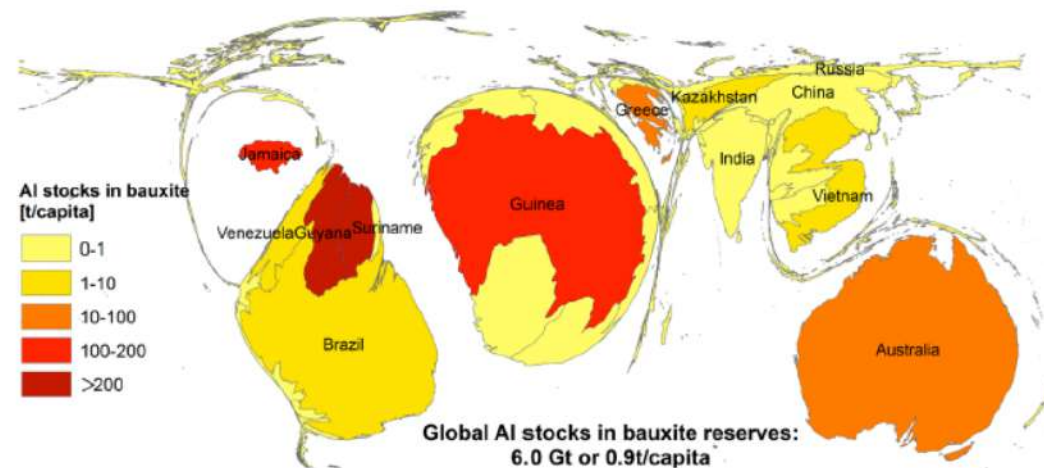 Russia
Kazakhstan
China
Greece
Jamaica
India
Al stocks in bauxite
[t/capita]
Guinea
Vietnam
Venezuela
Guyana
Suriname
0-1
1-10
10-100
Brazil
Australia
100-200
>200
Global Al stocks in bauxite reserves:
6.0 Gt or 0.9t/capita